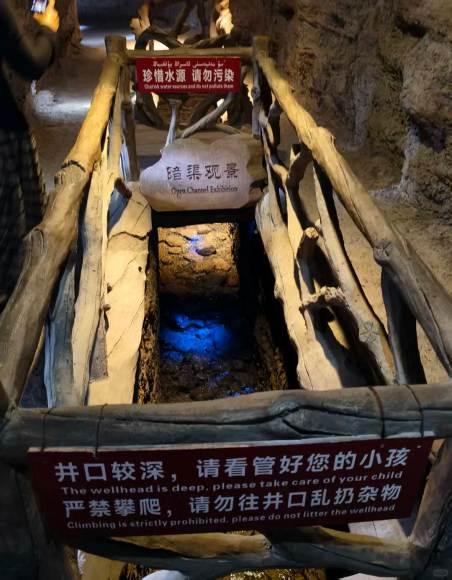 珍惜水源 请勿污染
Cherish water sources and do not pollute them
暗渠观景
Open Channel Exhibition
井口较深，请看管好您的小孩
The wellhead is deep, please take care of your child
严禁攀爬，请勿往井口乱扔杂物
Climbing is strictly prohibited, please do not litter the wellhead